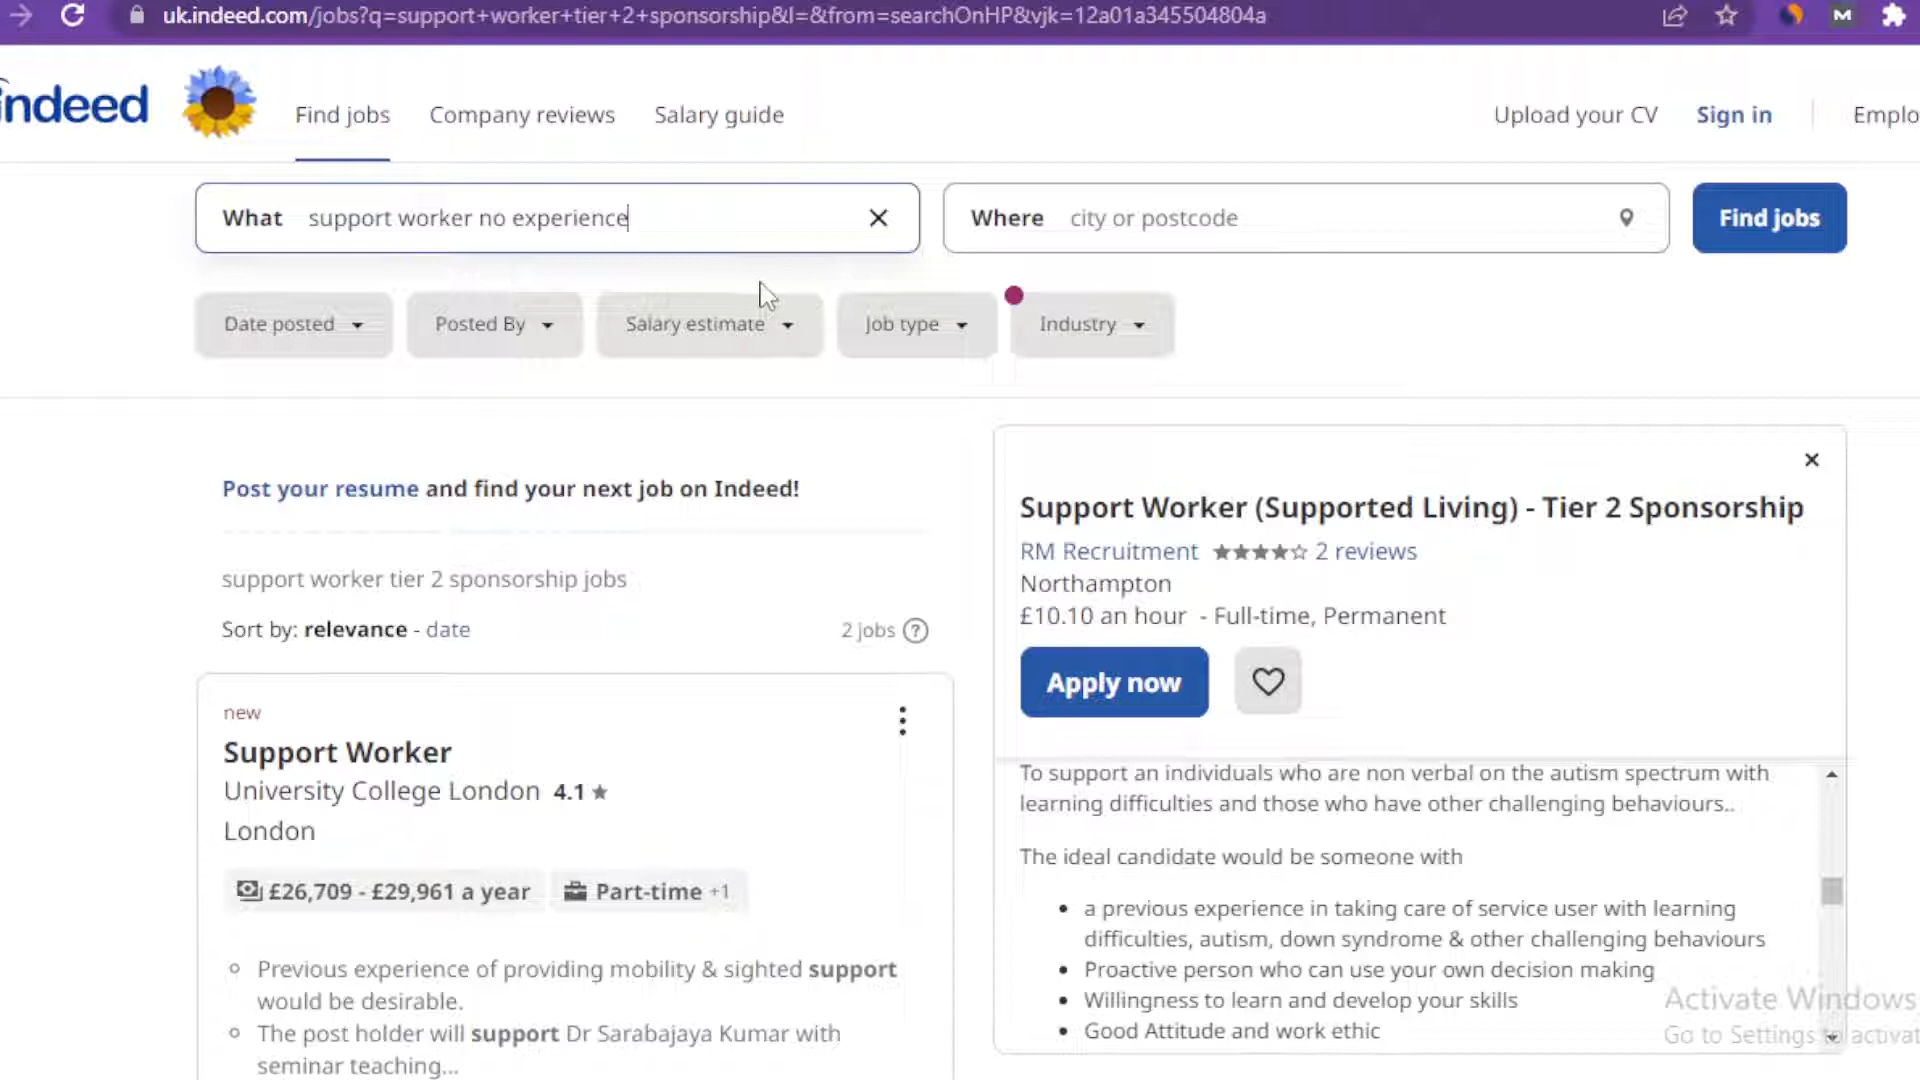 uk.indeed.com/jobs?q=support+worker+tier+2+sponsorship&l=&from=searchOnHP&vjk=12a01a345504804a
M
indeed
Find jobs
Company reviews
Salary guide
Upload your CV
Sign in
Emplo
What support worker no experience
Where city or postcode
Find jobs
Date posted
Posted By
Salary estimate
Job type
Industry
Post your resume and find your next job on Indeed!
support worker tier 2 sponsorship jobs
Sort by: relevance - date
2 jobs ?
new
Support Worker
University College London 4.1
London
£26,709 - £29,961 a year
Part-time +1
Previous experience of providing mobility & sighted support
would be desirable.
The post holder will support Dr Sarabajaya Kumar with
seminar teaching...
Support Worker (Supported Living) - Tier 2 Sponsorship
RM Recruitment 2 reviews
Northampton
£10.10 an hour - Full-time, Permanent
Apply now
To support an individuals who are non verbal on the autism spectrum with
learning difficulties and those who have other challenging behaviours..
The ideal candidate would be someone with
a previous experience in taking care of service user with learning
difficulties, autism, down syndrome & other challenging behaviours
Proactive person who can use your own decision making
Willingness to learn and develop your skills
Good Attitude and work ethic
Activate Windows
Go to Settings to activat